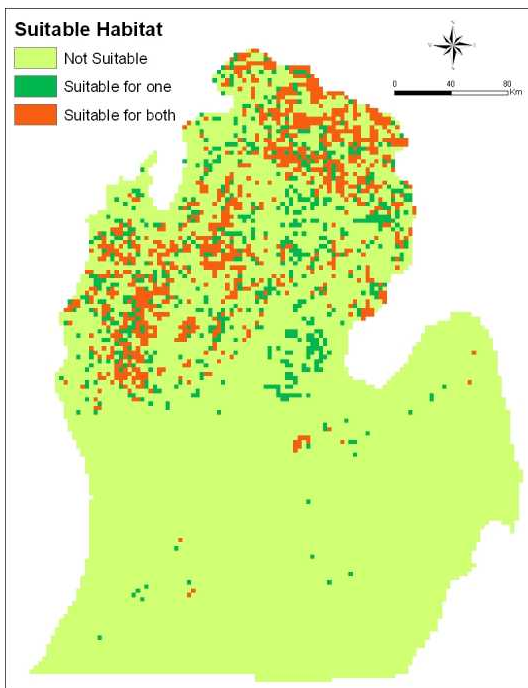 Suitable Habitat
Not Suitable
Suitable for one
Suitable for both
N
0 40 80
Km